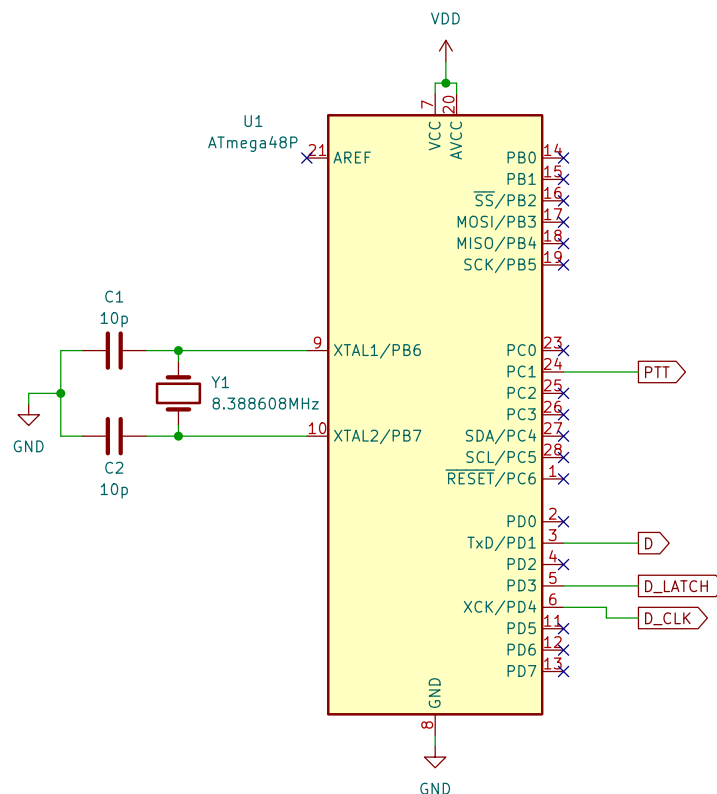 VDD
U1
ATmega48P
7
20
VCC
AVCC
21
AREF
PB0
14
PB1
15
SS/PB2
16
MOSI/PB3
17
MISO/PB4
18
SCK/PB5
19
C1
10p
9
XTAL1/PB6
PC0
23
PC1
24
PTT
Y1
8.388608MHz
PC2
25
PC3
26
GND
10
XTAL2/PB7
SDA/PC4
27
SCL/PC5
28
C2
10p
RESET/PC6
1
PD0
2
TxD/PD1
3
D
PD2
4
PD3
5
D_LATCH
XCK/PD4
6
D_CLK
PD5
11
PD6
12
PD7
13
GND
8
GND